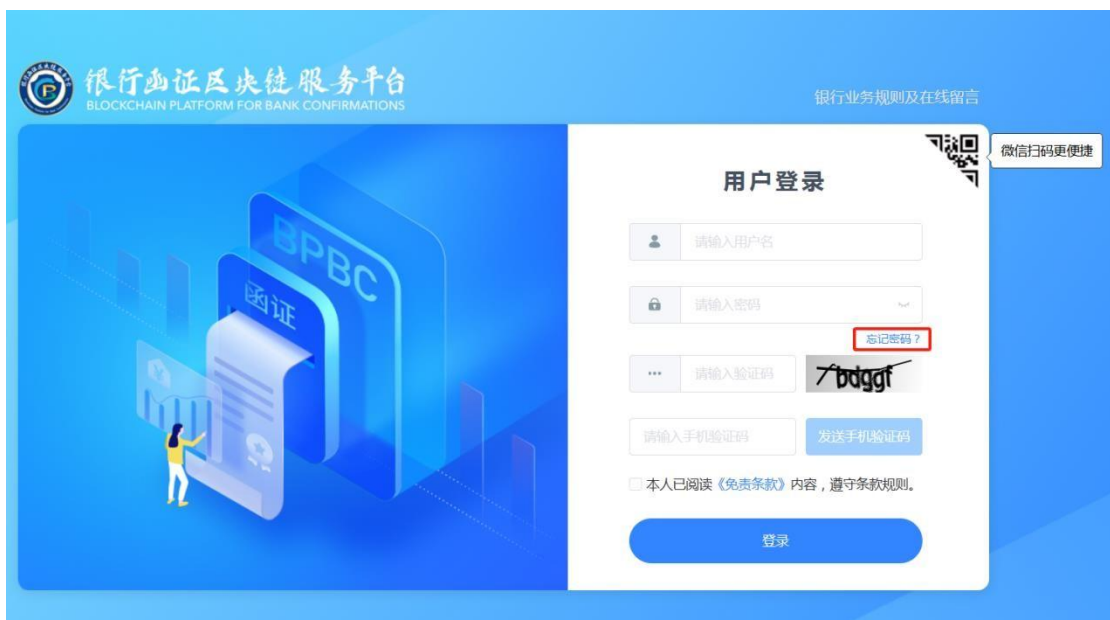 银行函证区块链服务平台
BLOCKCHAIN PLATFORM FOR BANK CONFIRMATIONS
银行业务规则及在线留言
微信扫码更便捷
BPBC
函证
用户登录
请输入用户名
请输入密码
忘记密码？
请输入验证码
7bdggf
请输入手机验证码
发送手机验证码
本人已阅读《免责条款》内容，遵守条款规则。
登录